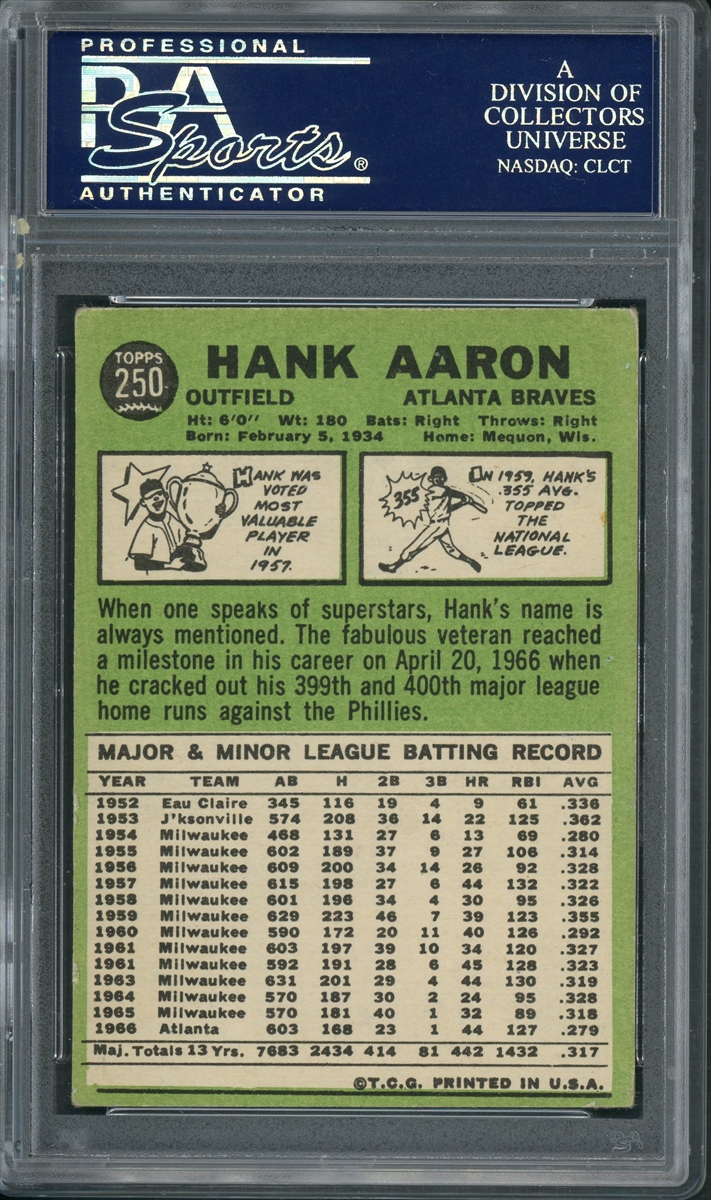 PROFESSIONAL
PSA
Sports®
AUTHENTICATOR
A
DIVISION OF
COLLECTORS
UNIVERSE
NASDAQ: CLCT
TOPPS
250
HANK AARON
OUTFIELD ATLANTA BRAVES
Ht: 6'0" Wt: 180 Bats: Right Throws: Right
Born: February 5, 1934 Home: Mequon, Wis.
HANK WAS
VOTED
MOST
VALUABLE
PLAYER
IN
1957.
355
IN 1959, HANK'S
.355 AVG.
TOPPED
THE
NATIONAL
LEAGUE.
When one speaks of superstars, Hank's name is
always mentioned. The fabulous veteran reached
a milestone in his career on April 20, 1966 when
he cracked out his 399th and 400th major league
home runs against the Phillies.
MAJOR & MINOR LEAGUE BATTING RECORD
YEAR TEAM AB H 2B 3B HR RBI AVG
1952 Eau Claire 345 116 19 4 9 61 .336
1953 J'ksonville 574 208 36 14 22 125 .362
1954 Milwaukee 468 131 27 6 13 69 .280
1955 Milwaukee 602 189 37 9 27 106 .314
1956 Milwaukee 609 200 34 14 26 92 .328
1957 Milwaukee 615 198 27 6 44 132 .322
1958 Milwaukee 601 196 34 4 30 95 .326
1959 Milwaukee 629 223 46 7 39 123 .355
1960 Milwaukee 590 172 20 11 40 126 .292
1961 Milwaukee 603 197 39 10 34 120 .327
1961 Milwaukee 592 191 28 6 45 128 .323
1963 Milwaukee 631 201 29 4 44 130 .319
1964 Milwaukee 570 187 30 2 24 95 .328
1965 Milwaukee 570 181 40 1 32 89 .318
1966 Atlanta 603 168 23 1 44 127 .279
Maj. Totals 13 Yrs. 7683 2434 414 81 442 1432 .317
©T.C.G. PRINTED IN U.S.A.
PSA